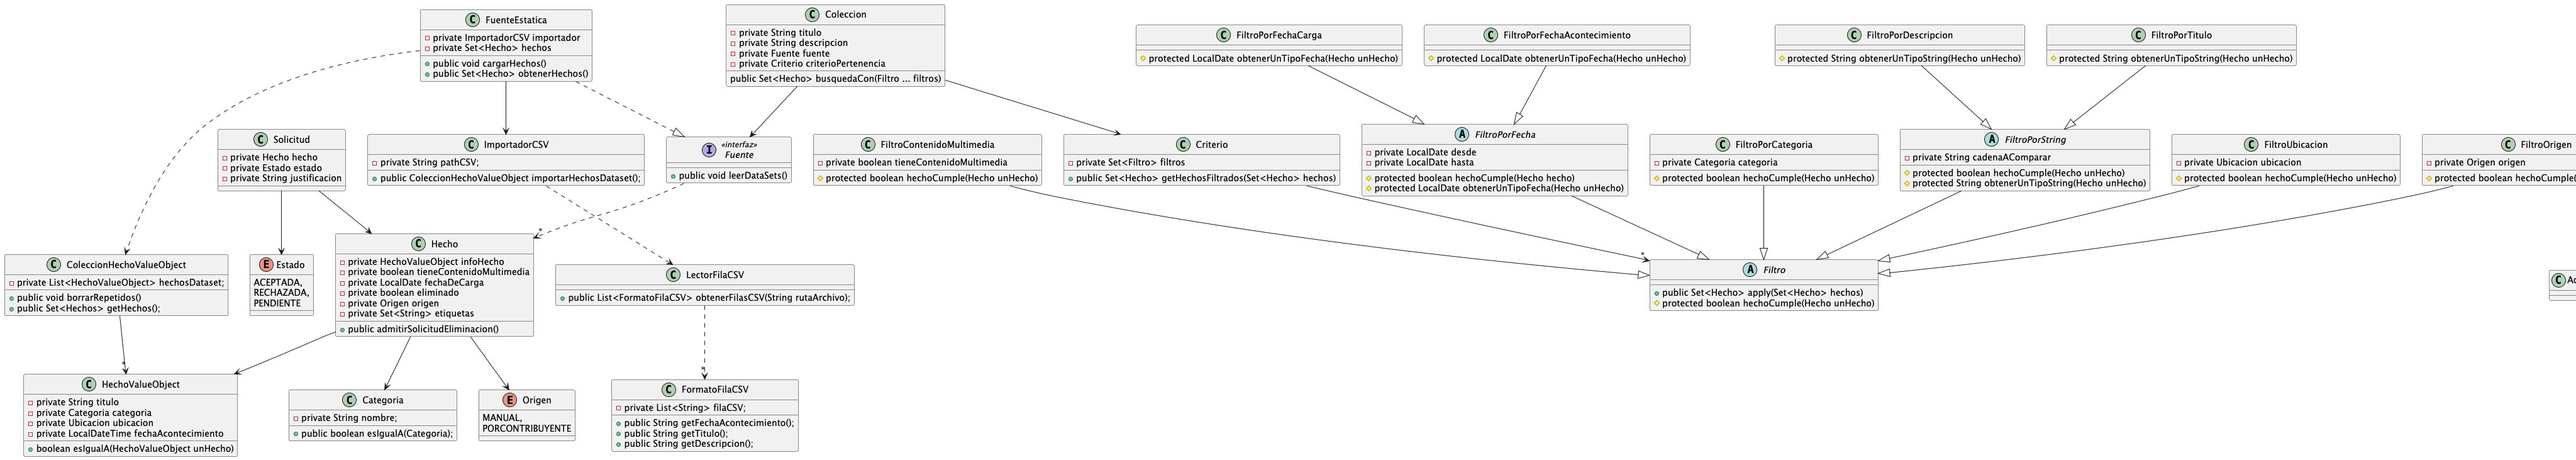 C FuenteEstatica
private ImportadorCSV importador
private Set<Hecho> hechos
public void cargarHechos()
public Set<Hecho> obtenerHechos()
C Coleccion
private String titulo
private String descripcion
private Fuente fuente
private Criterio criterioPertenencia
public Set<Hecho> busquedaCon(Filtro ... filtros)
C FiltroPorFechaCarga
protected LocalDate obtenerUnTipoFecha(Hecho unHecho)
C FiltroPorFechaAcontecimiento
protected LocalDate obtenerUnTipoFecha(Hecho unHecho)
C FiltroPorDescripcion
protected String obtenerUnTipoString(Hecho unHecho)
C FiltroPorTitulo
protected String obtenerUnTipoString(Hecho unHecho)
C Solicitud
private Hecho hecho
private Estado estado
private String justificacion
C ImportadorCSV
private String pathCSV;
public ColeccionHechoValueObject importarHechosDataset();
I «interfaz»
Fuente
public void leerDataSets()
C FiltroContenidoMultimedia
private boolean tieneContenidoMultimedia
protected boolean hechoCumple(Hecho unHecho)
C Criterio
private Set<Filtro> filtros
public Set<Hecho> getHechosFiltrados(Set<Hecho> hechos)
A FiltroPorFecha
private LocalDate desde
private LocalDate hasta
protected boolean hechoCumple(Hecho hecho)
protected LocalDate obtenerUnTipoFecha(Hecho unHecho)
C FiltroPorCategoria
private Categoria categoria
protected boolean hechoCumple(Hecho unHecho)
A FiltroPorString
private String cadenaAComparar
protected boolean hechoCumple(Hecho unHecho)
protected String obtenerUnTipoString(Hecho unHecho)
C FiltroUbicacion
private Ubicacion ubicacion
protected boolean hechoCumple(Hecho unHecho)
C FiltroOrigen
private Origen origen
protected boolean hechoCumple(
C ColeccionHechoValueObject
private List<HechoValueObject> hechosDataset;
public void borrarRepetidos()
public Set<Hechos> getHechos();
E Estado
ACEPTADA,
RECHAZADA,
PENDIENTE
*
C Hecho
private HechoValueObject infoHecho
private boolean tieneContenidoMultimedia
private LocalDate fechaDeCarga
private boolean eliminado
private Origen origen
private Set<String> etiquetas
public admitirSolicitudEliminacion()
C LectorFilaCSV
public List<FormatoFilaCSV> obtenerFilasCSV(String rutaArchivo);
*
A Filtro
public Set<Hecho> apply(Set<Hecho> hechos)
protected boolean hechoCumple(Hecho unHecho)
C
*
C HechoValueObject
private String titulo
private Categoria categoria
private Ubicacion ubicacion
private LocalDateTime fechaAcontecimiento
boolean esIgualA(HechoValueObject unHecho)
C Categoria
private String nombre;
public boolean esIgualA(Categoria);
E Origen
MANUAL,
PORCONTRIBUYENTE
*
C FormatoFilaCSV
private List<String> filaCSV;
public String getFechaAcontecimiento();
public String getTitulo();
public String getDescripcion();